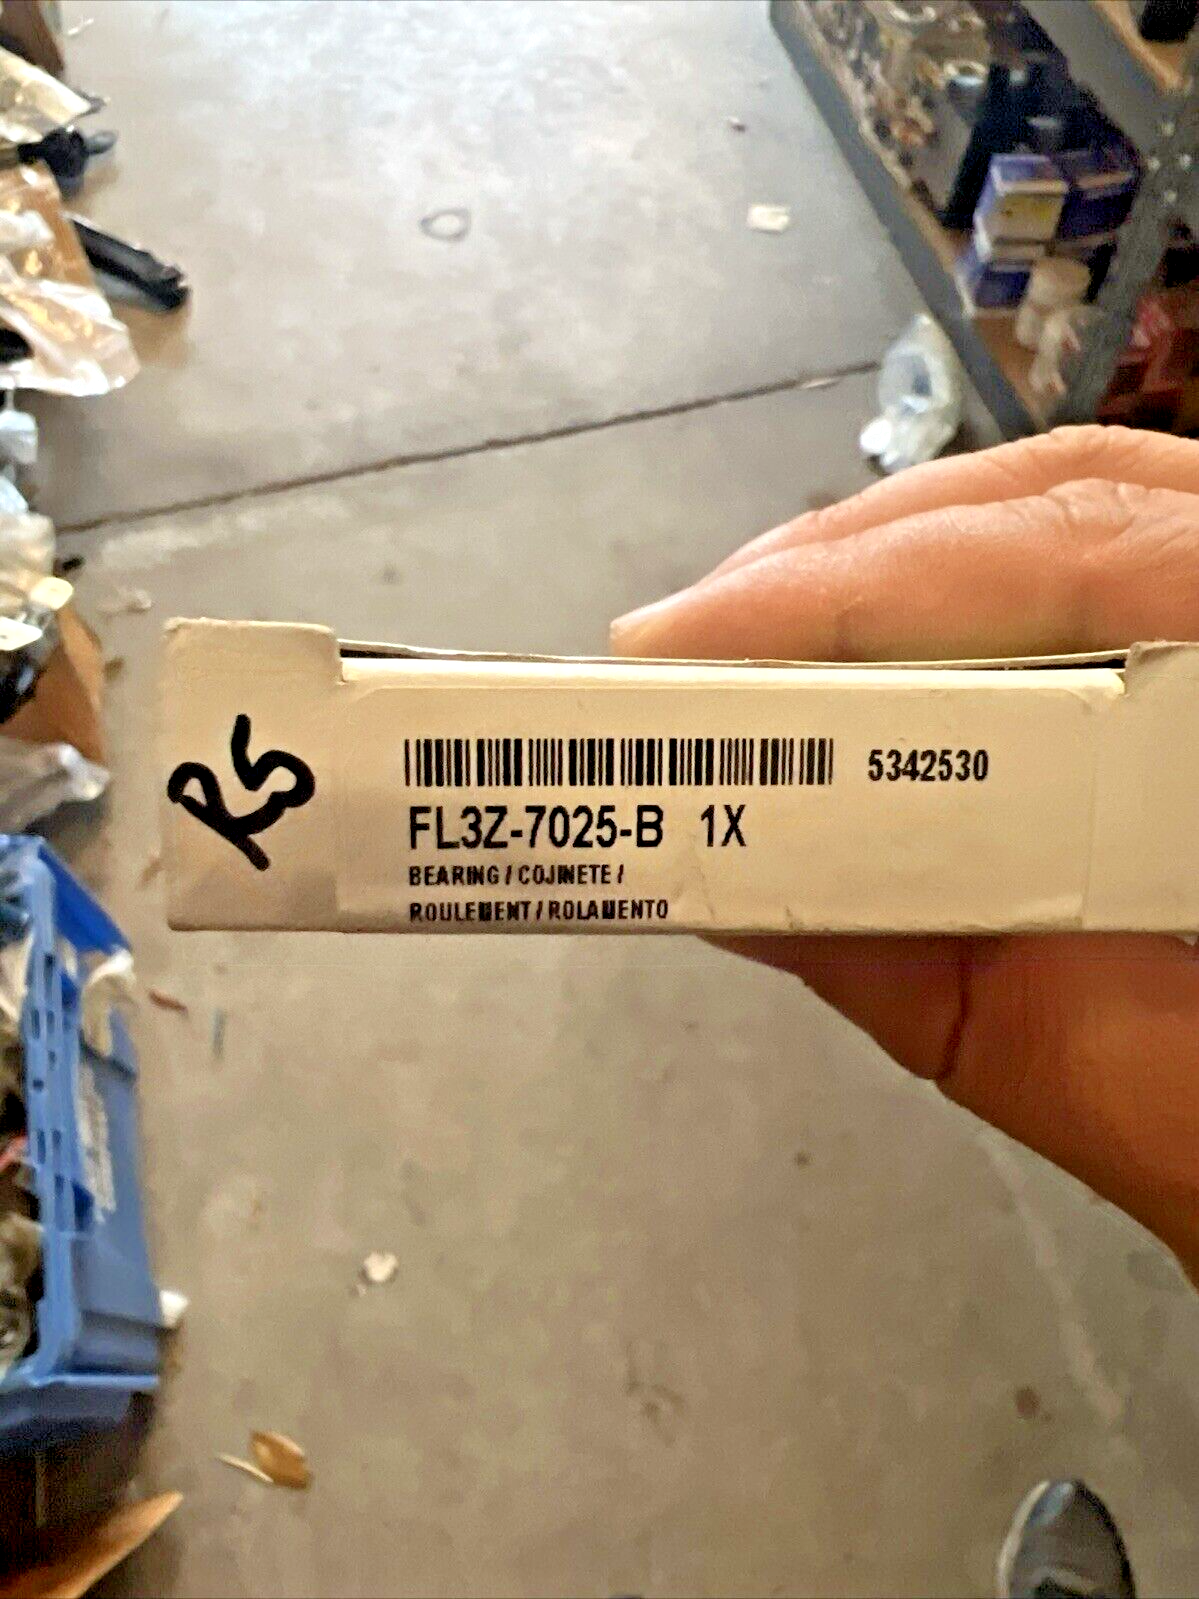 R5
5342530
FL3Z-7025-B 1X
BEARING / COJINETE /
ROULEMENT / ROLAMENTO